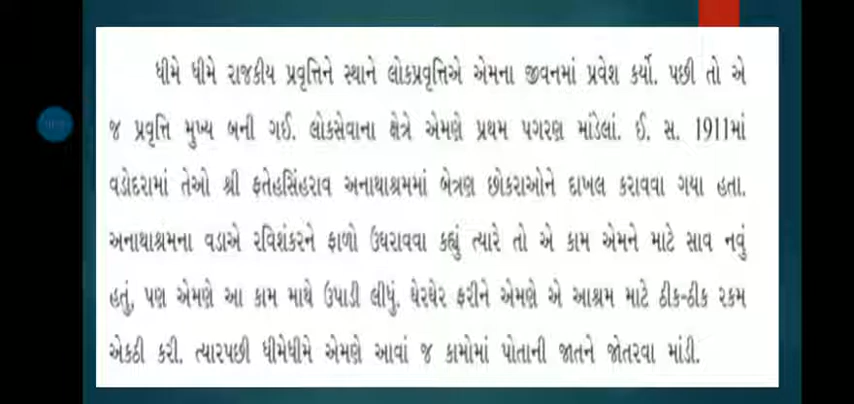 ધીમે ધીમે રાજકીય પ્રવૃત્તિને સ્થાને લોકપ્રવૃત્તિએ એમના જીવનમાં પ્રવેશ કર્યો. પછી તો એ
જ પ્રવૃત્તિ મુખ્ય બની ગઈ. લોકસેવાના ક્ષેત્રે એમણે પ્રથમ પગરણ માંડેલાં. ઈ. સ. 1911માં
વડોદરામાં તેઓ શ્રી ફતેહસિંહરાવ અનાથાશ્રમમાં બેત્રણ છોકરાઓને દાખલ કરાવવા ગયા હતા.
અનાથાશ્રમના વડાએ રવિશંકરને ફાળો ઉઘરાવવા કહ્યું ત્યારે તો એ કામ એમને માટે સાવ નવું
હતું, પણ એમણે આ કામ માથે ઉપાડી લીધું. ઘેરઘેર ફરીને એમણે એ આશ્રમ માટે ઠીક-ઠીક રકમ
એકઠી કરી. ત્યારપછી ધીમેધીમે એમણે આવાં જ કામોમાં પોતાની જાતને જોતરવા માંડી.